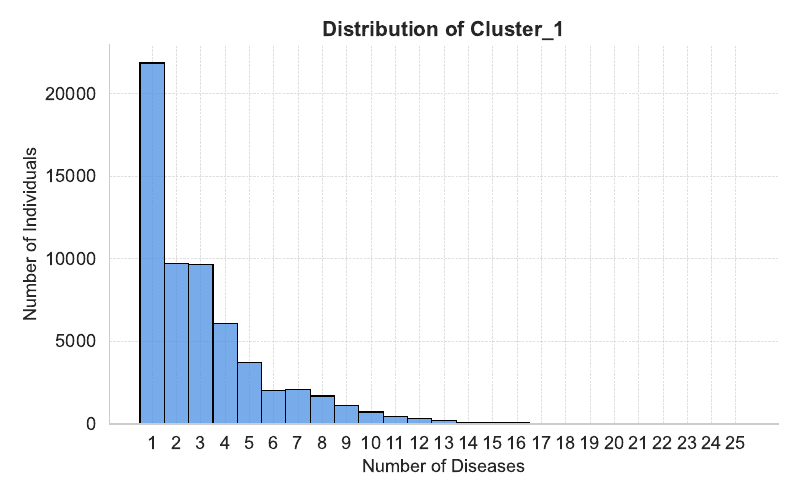 Distribution of Cluster_1
Number of Individuals
20000
15000
10000
5000
0
1 2 3 4 5 6 7 8 9 10 11 12 13 14 15 16 17 18 19 20 21 22 23 24 25
Number of Diseases